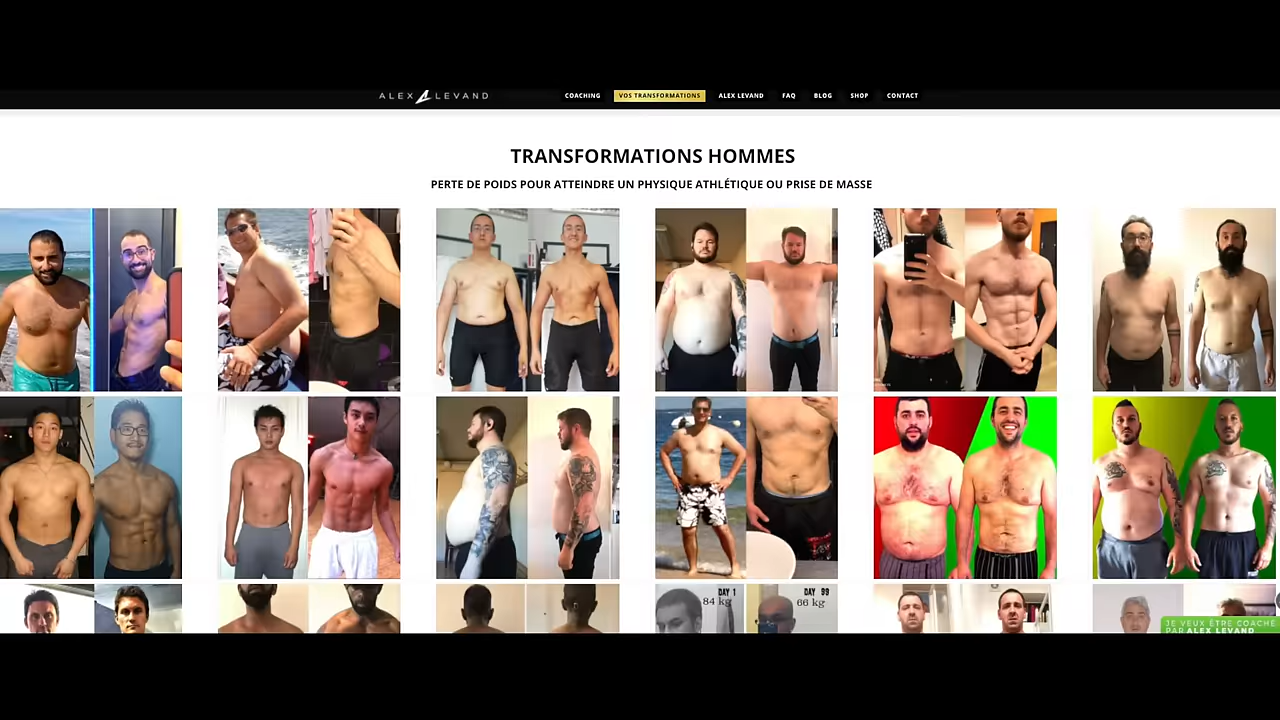 ALEX LEVAND
COACHING
VOS TRANSFORMATIONS
ALEX LEVAND
FAQ
BLOG
SHOP
CONTACT
TRANSFORMATIONS HOMMES
PERTE DE POIDS POUR ATTEINDRE UN PHYSIQUE ATHLÉTIQUE OU PRISE DE MASSE
DAY 1
84 kg
DAY 99
66 kg
JE VEUX ÊTRE COACHÉ
PAR ALEX LEVAND